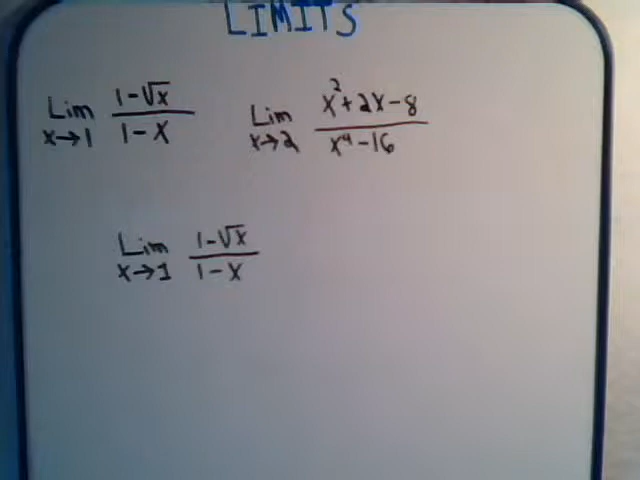 LIMITS
Lim x→1 (1-√x)/(1-x)
Lim x→2 (x²+2x-8)/(x⁴-16)
Lim x→1 (1-√x)/(1-x)